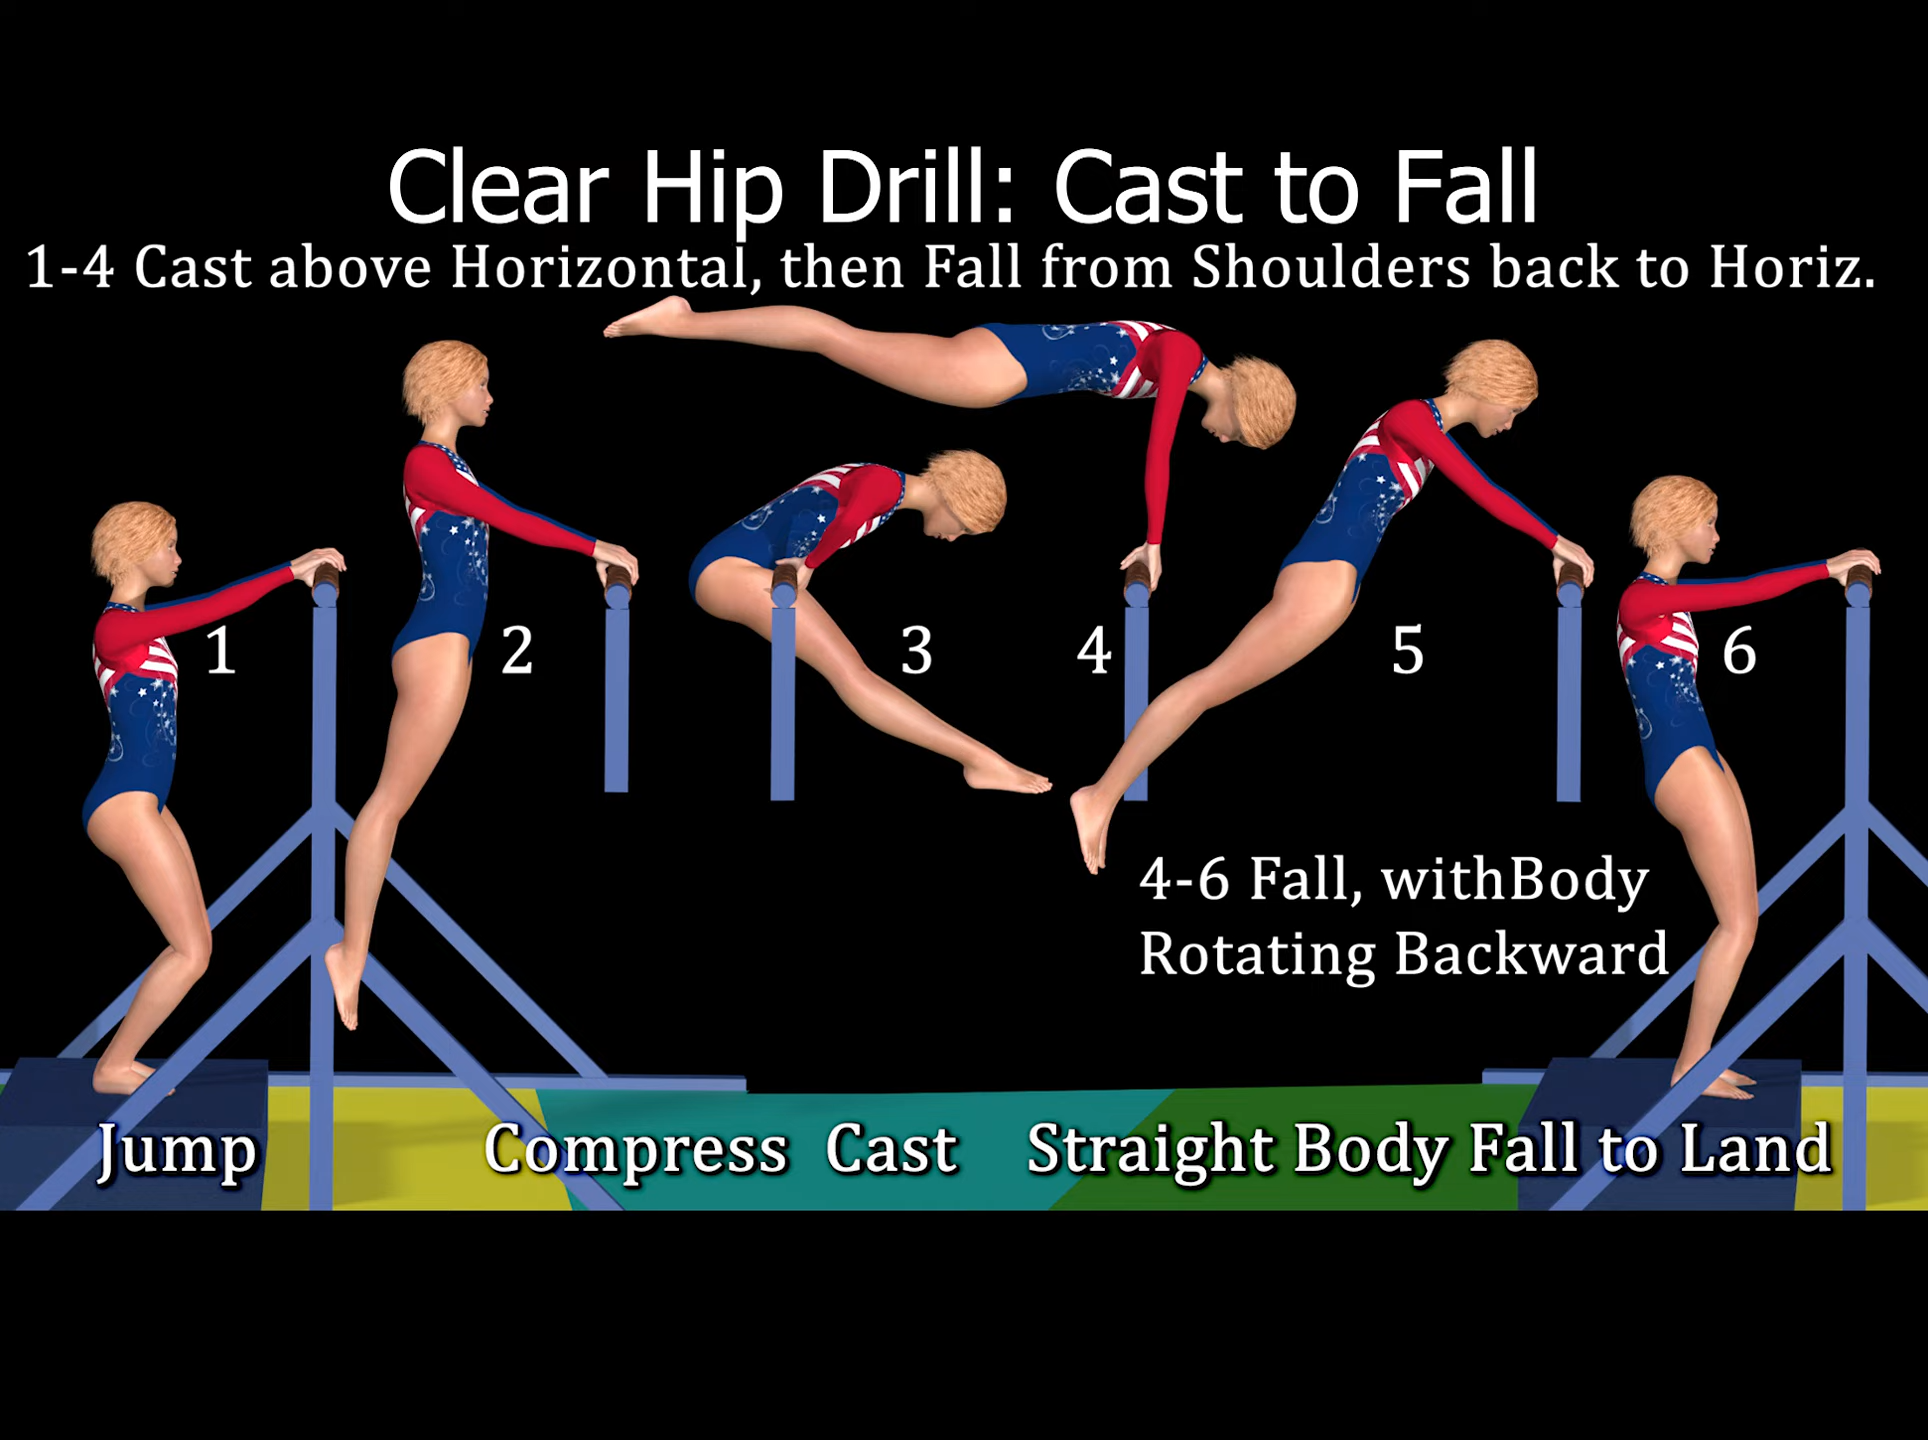 Clear Hip Drill: Cast to Fall
1-4 Cast above Horizontal, then Fall from Shoulders back to Horiz.
1
2
3
4
5
6
4-6 Fall, withBody
Rotating Backward
Jump Compress Cast Straight Body Fall to Land